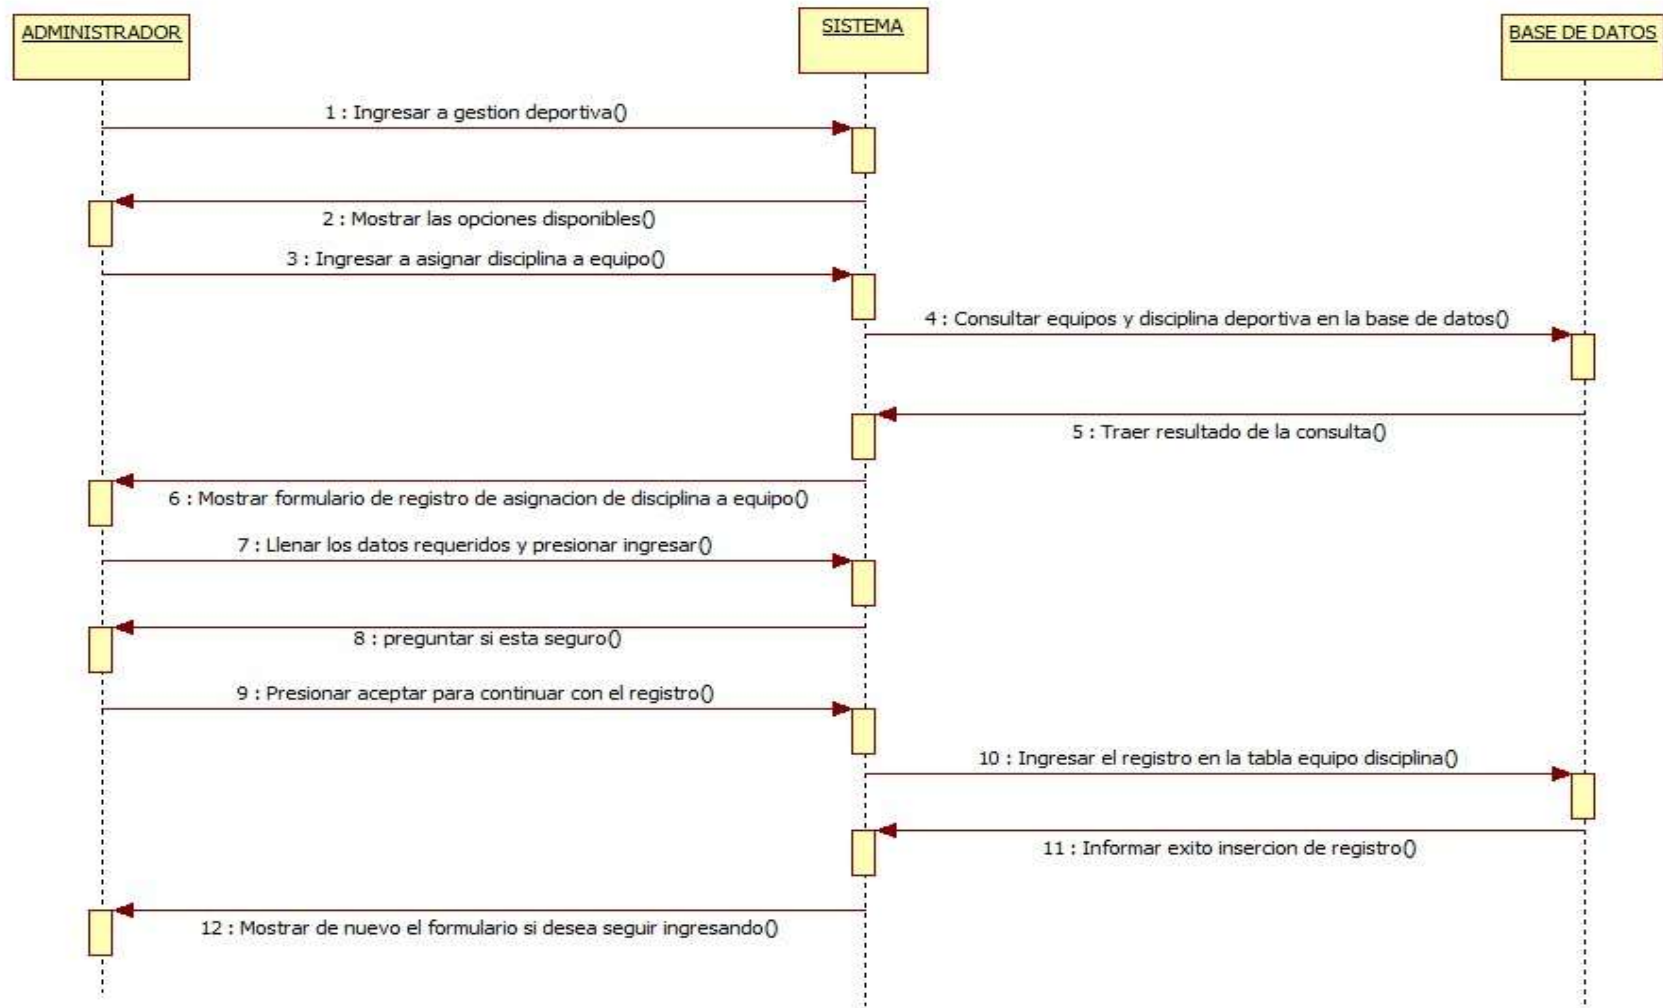 ADMINISTRADOR
SISTEMA
BASE DE DATOS
1 : Ingresar a gestion deportiva()
2 : Mostrar las opciones disponibles()
3 : Ingresar a asignar disciplina a equipo()
4 : Consultar equipos y disciplina deportiva en la base de datos()
5 : Traer resultado de la consulta()
6 : Mostrar formulario de registro de asignacion de disciplina a equipo()
7 : Llenar los datos requeridos y presionar ingresar()
8 : preguntar si esta seguro()
9 : Presionar aceptar para continuar con el registro()
10 : Ingresar el registro en la tabla equipo disciplina()
11 : Informar exito insercion de registro()
12 : Mostrar de nuevo el formulario si desea seguir ingresando()